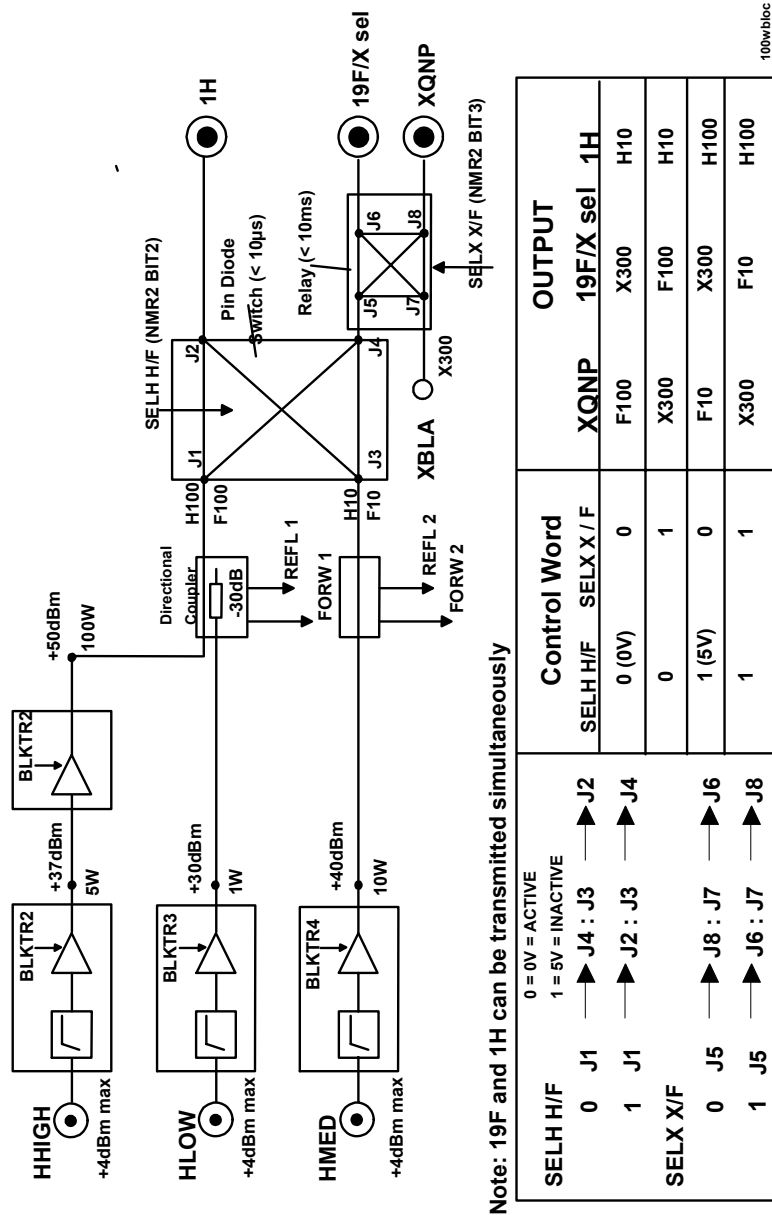 HHIGH
+4dBm max
BLKTR2
+37dBm
5W
BLKTR2
+50dBm
100W
HLOW
+4dBm max
BLKTR3
+30dBm
1W
HMED
+4dBm max
BLKTR4
+40dBm
10W
Directional
Coupler
-30dB
REFL 1
FORW 1
REFL 2
FORW 2
SELH H/F (NMR2 BIT2)
Pin Diode
Switch (< 10µs)
H100
F100
J1
J2
H10
F10
J3
J4
Relay (< 10ms)
J5
J6
J7
J8
SELX X/F (NMR2 BIT3)
XBLA
X300
1H
19F/X sel
XQNP
Note: 19F and 1H can be transmitted simultaneously
0 = 0V = ACTIVE
1 = 5V = INACTIVE
SELH H/F
0 J1 J4 : J3 J2
1 J1 J2 : J3 J4
SELX X/F
0 J5 J8 : J7 J6
1 J5 J6 : J7 J8
Control Word OUTPUT
SELH H/F SELX X / F XQNP 19F/X sel 1H
0 (0V) 0 F100 X300 H10
0 1 X300 F100 H10
1 (5V) 0 F10 X300 H100
1 1 X300 F10 H100
100wbloc